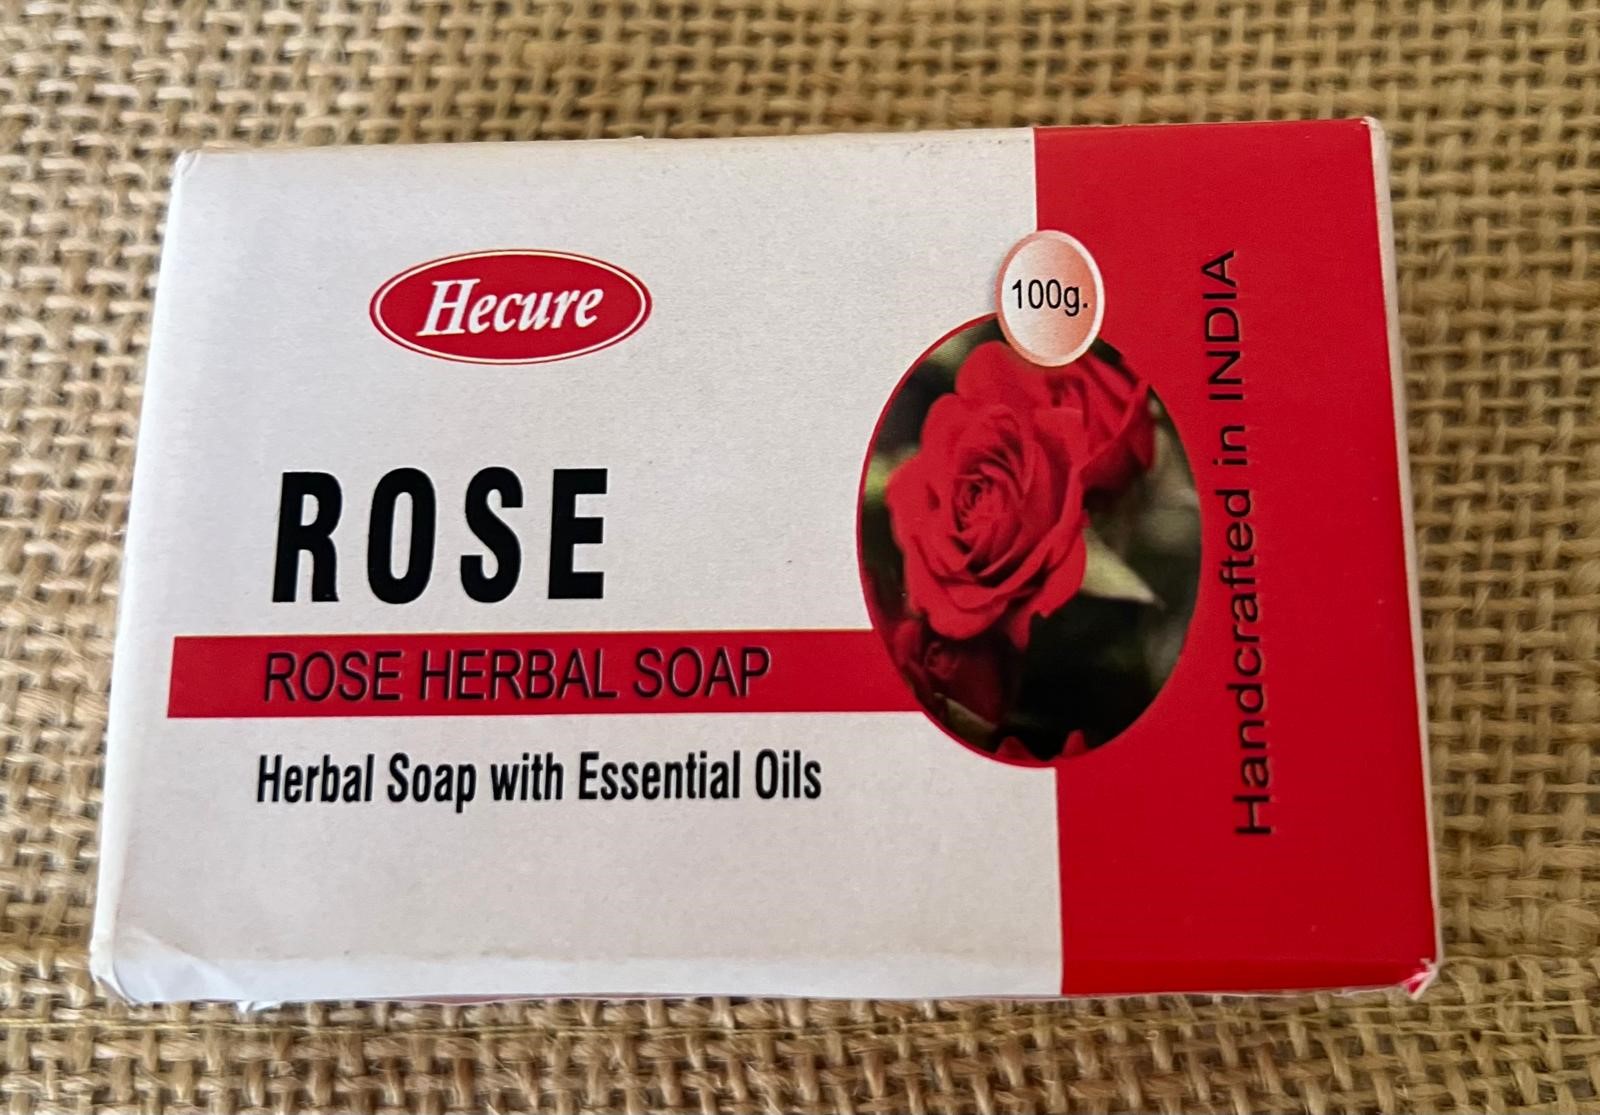 Hecure
100g.
ROSE
ROSE HERBAL SOAP
Herbal Soap with Essential Oils
Handcrafted in INDIA